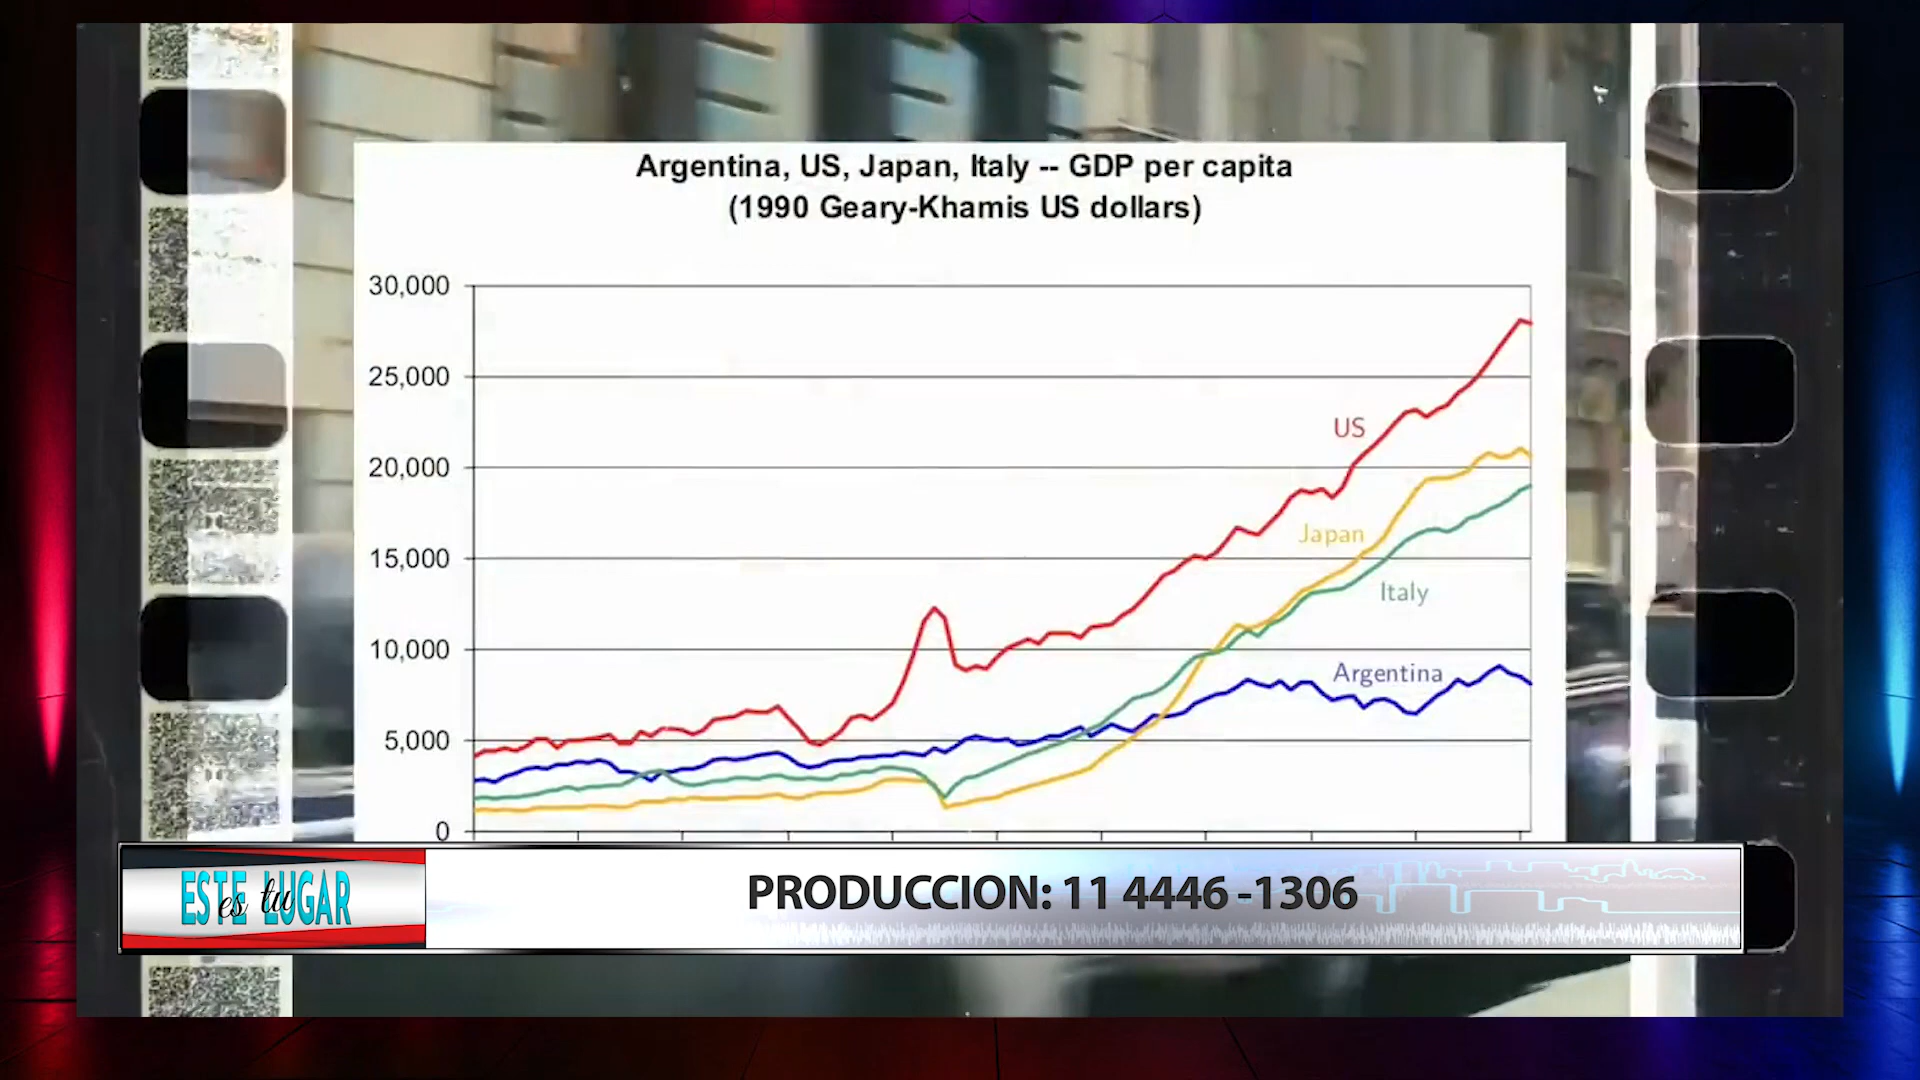 Argentina, US, Japan, Italy -- GDP per capita
(1990 Geary-Khamis US dollars)
30,000
25,000
US
20,000
Japan
15,000
Italy
10,000
Argentina
5,000
0
ESTE es tu LUGAR
PRODUCCION: 11 4446 -1306